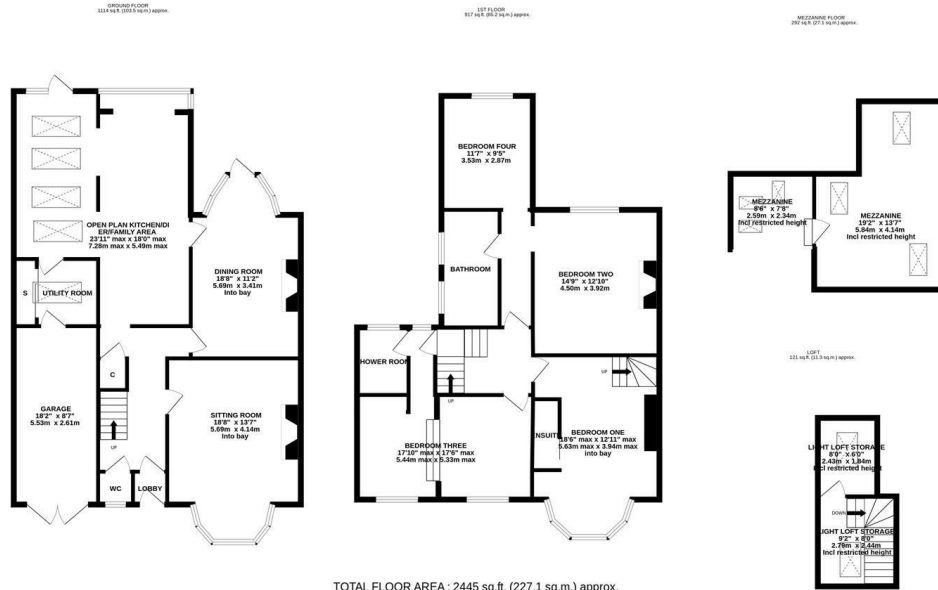 GROUND FLOOR
1114 sq.ft. (103.5 sq.m.) approx.
OPEN PLAN KITCHEN/DI
ER/FAMILY AREA
23'11" max x 18'0" max
7.28m max x 5.49m max
S
UTILITY ROOM
DINING ROOM
18'8" x 11'2"
5.69m x 3.41m
Into bay
C
UP
GARAGE
18'2" x 8'7"
5.53m x 2.61m
SITTING ROOM
18'8" x 13'7"
5.69m x 4.14m
Into bay
WC
LOBBY
1ST FLOOR
917 sq.ft. (85.2 sq.m.) approx.
BEDROOM FOUR
11'7" x 9'5"
3.53m x 2.87m
BATHROOM
BEDROOM TWO
14'9" x 12'10"
4.50m x 3.92m
HOWER ROOM
UP
UP
BEDROOM THREE
17'10" x 17'6" max
5.44m max x 5.33m max
ENSUITE
BEDROOM ONE
18'6" max x 12'11" max
5.63m max x 3.94m max
into bay
MEZZANINE FLOOR
292 sq.ft. (27.1 sq.m.) approx.
MEZZANINE
8'6" x 7'8"
2.59m x 2.34m
Incl restricted height
MEZZANINE
19'2" x 13'7"
5.84m x 4.14m
Incl restricted height
LOFT
121 sq.ft. (11.3 sq.m.) approx.
LIGHT LOFT STORAGE
8'0" x 6'0"
2.43m x 1.84m
Incl restricted height
DOWN
LIGHT LOFT STORAGE
9'2" x 8'0"
2.79m x 2.44m
Incl restricted height
TOTAL FLOOR AREA : 2445 sq.ft. (227.1 sq.m.) approx.